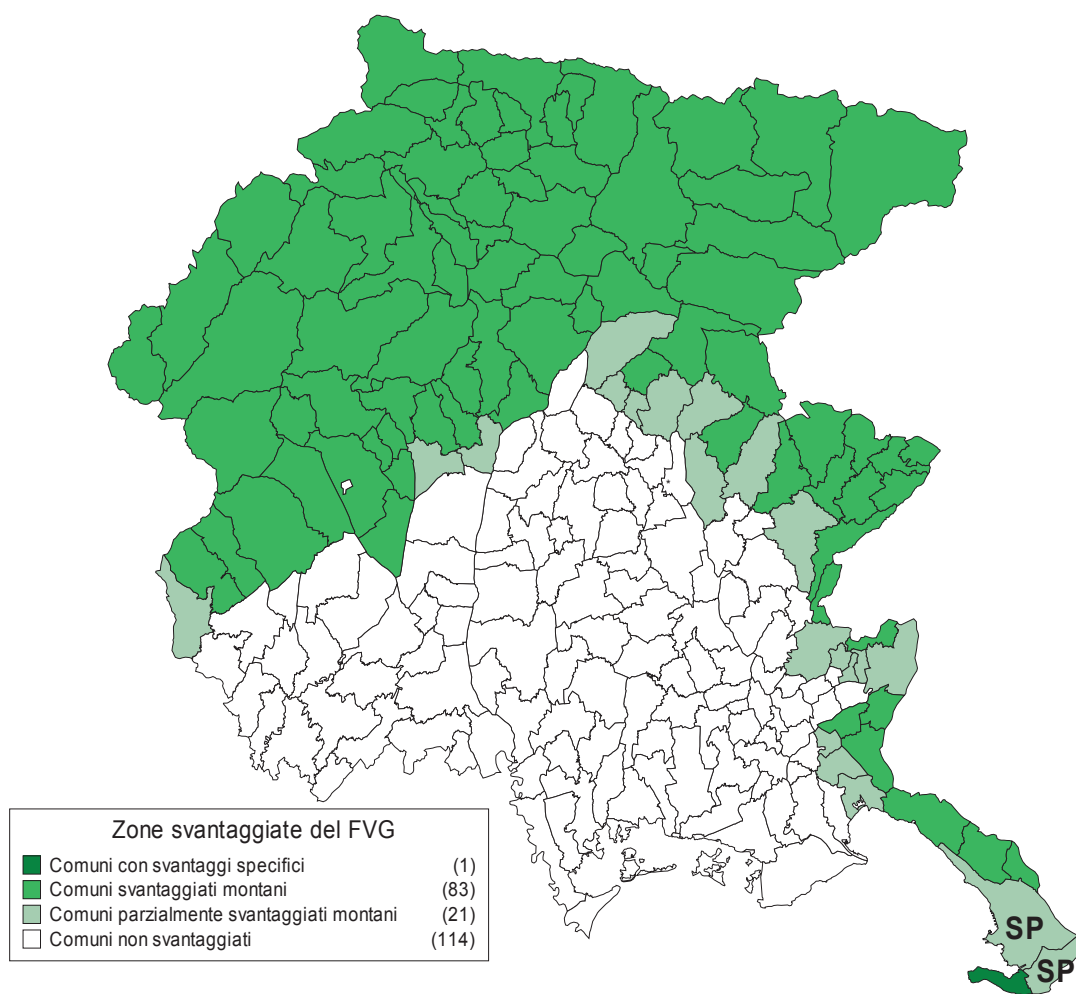 SP
SP
Zone svantaggiate del FVG
Comuni con svantaggi specifici (1)
Comuni svantaggiati montani (83)
Comuni parzialmente svantaggiati montani (21)
Comuni non svantaggiati (114)